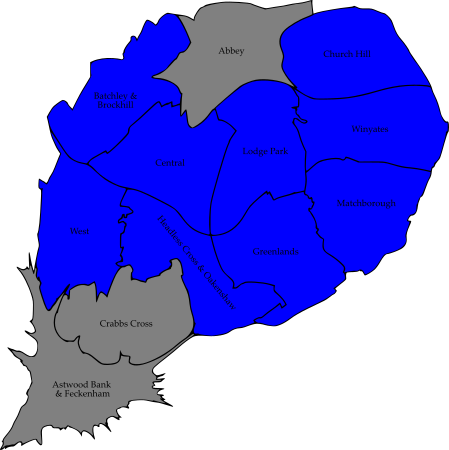 Abbey
Church Hill
Batchley &
Brockhill
Winyates
Central
Lodge Park
Matchborough
West
Headless Cross & Oakenshaw
Greenlands
Crabbs Cross
Astwood Bank
& Feckenham